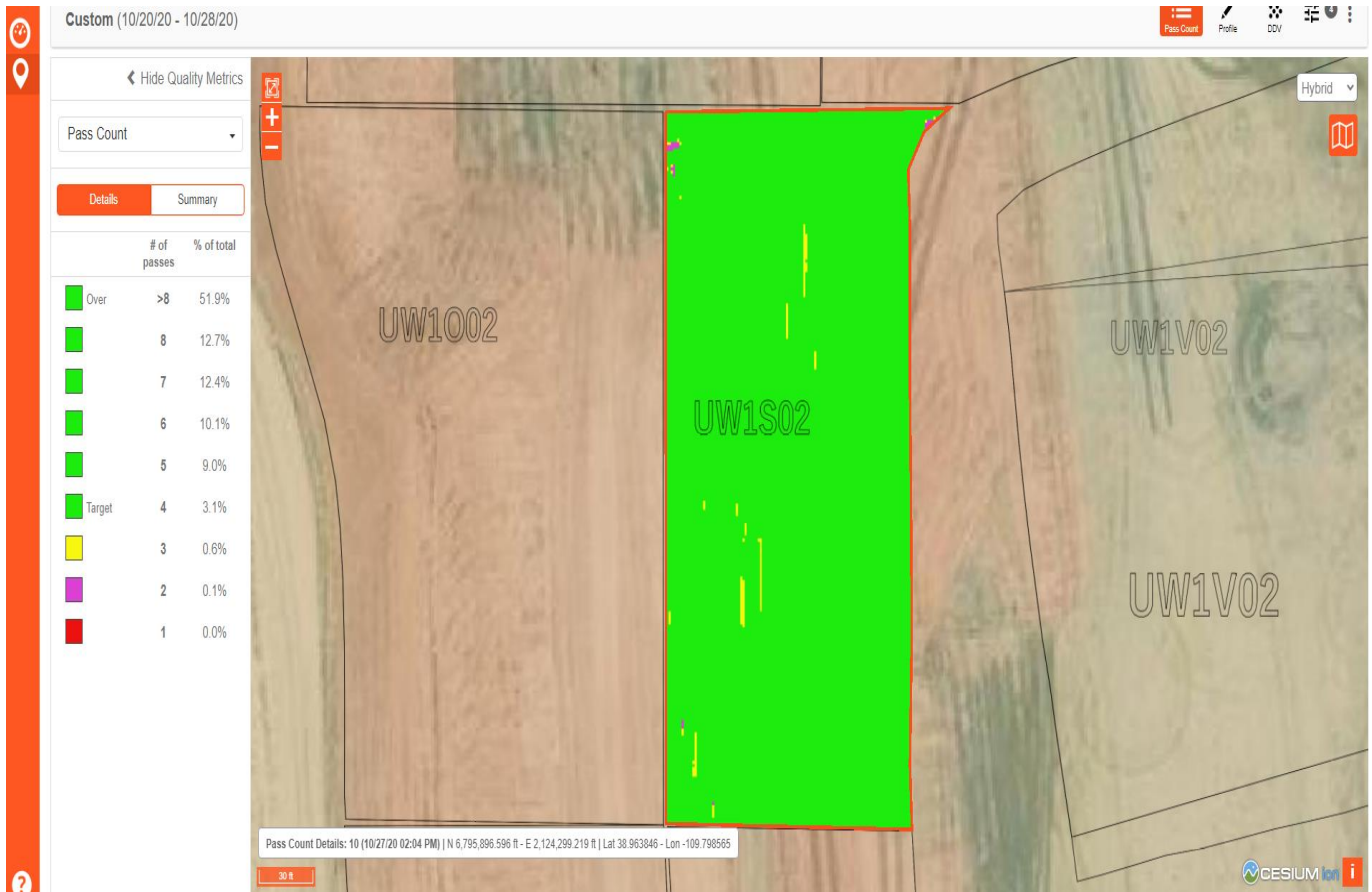 Custom (10/20/20 - 10/28/20)
Pass Count
Profile
DDV
4
Hide Quality Metrics
Pass Count
Details
Summary
# of passes
% of total
Over >8 51.9%
8 12.7%
7 12.4%
6 10.1%
5 9.0%
Target 4 3.1%
3 0.6%
2 0.1%
1 0.0%
Hybrid
UW1O02
UW1S02
UW1V02
UW1V02
Pass Count Details: 10 (10/27/20 02:04 PM) | N 6,795,896.596 ft - E 2,124,299.219 ft | Lat 38.963846 - Lon -109.798565
30 ft
CESIUM ion
i
?